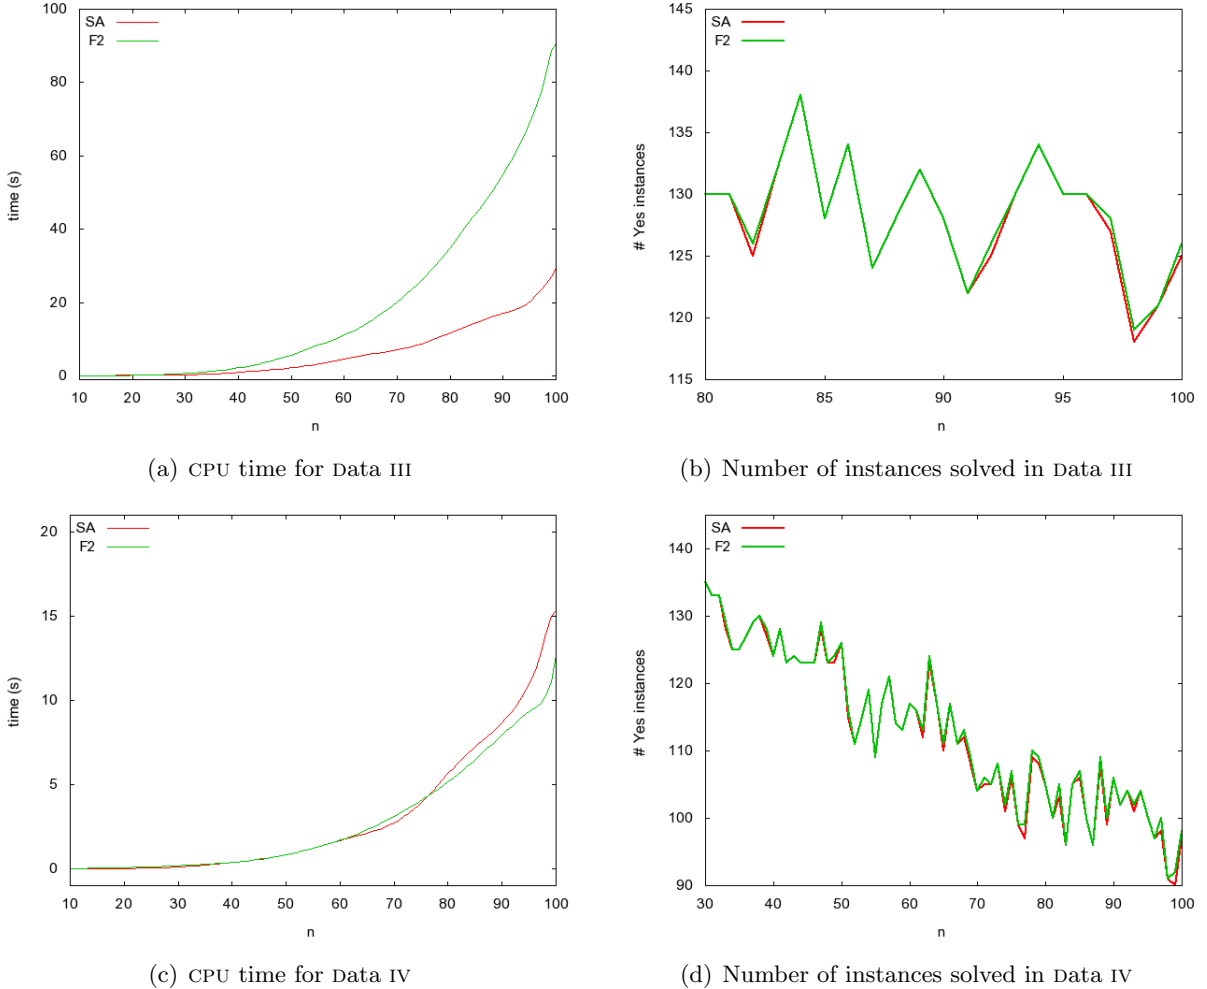 SA
F2
time (s)
100
80
60
40
20
0
10 20 30 40 50 60 70 80 90 100
n
(a) CPU time for Data III
SA
F2
# Yes instances
145
140
135
130
125
120
115
80 85 90 95 100
n
(b) Number of instances solved in Data III
SA
F2
time (s)
20
15
10
5
0
10 20 30 40 50 60 70 80 90 100
n
(c) CPU time for Data IV
SA
F2
# Yes instances
140
130
120
110
100
90
30 40 50 60 70 80 90 100
n
(d) Number of instances solved in Data IV